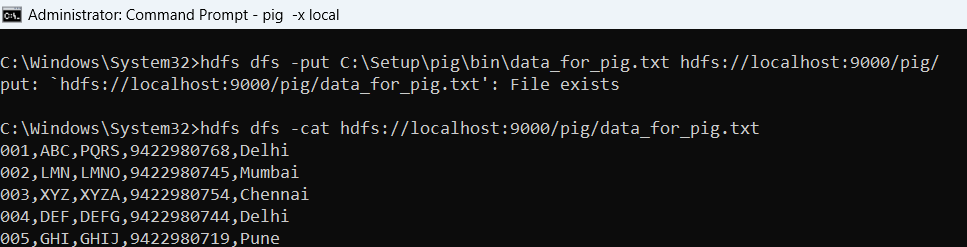 Administrator: Command Prompt - pig  -x local
C:\Windows\System32>hdfs dfs -put C:\Setup\pig\bin\data_for_pig.txt hdfs://localhost:9000/pig/
put: `hdfs://localhost:9000/pig/data_for_pig.txt': File exists
C:\Windows\System32>hdfs dfs -cat hdfs://localhost:9000/pig/data_for_pig.txt
001,ABC,PQRS,9422980768,Delhi
002,LMN,LMNO,9422980745,Mumbai
003,XYZ,XYZA,9422980754,Chennai
004,DEF,DEFG,9422980744,Delhi
005,GHI,GHIJ,9422980719,Pune